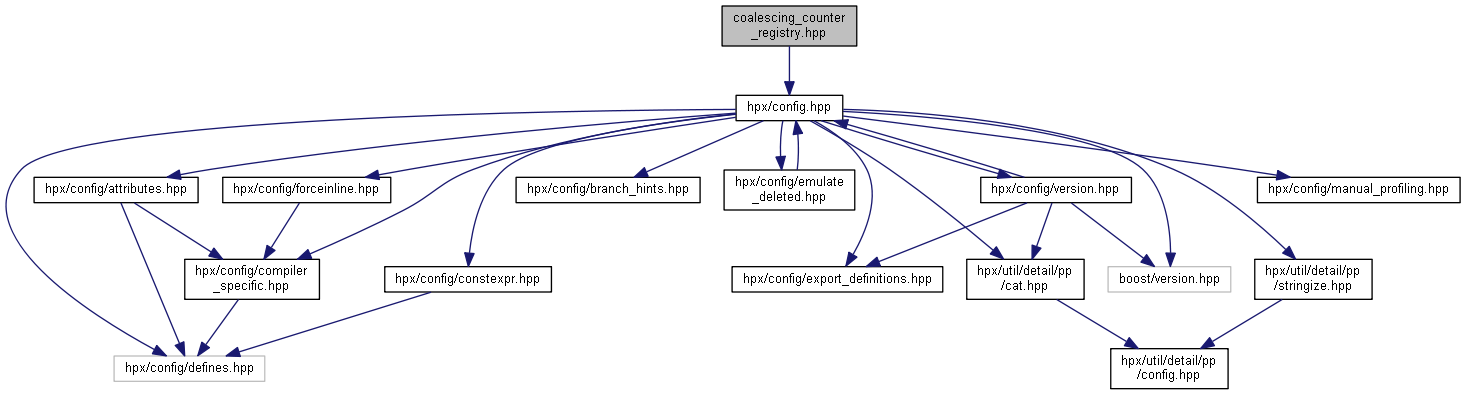 coalescing_counter
_registry.hpp
hpx/config.hpp
hpx/config/attributes.hpp
hpx/config/forceinline.hpp
hpx/config/branch_hints.hpp
hpx/config/emulate
_deleted.hpp
hpx/config/version.hpp
hpx/config/manual_profiling.hpp
hpx/config/compiler
_specific.hpp
hpx/config/constexpr.hpp
hpx/config/export_definitions.hpp
hpx/util/detail/pp
/cat.hpp
boost/version.hpp
hpx/util/detail/pp
/stringize.hpp
hpx/config/defines.hpp
hpx/util/detail/pp
/config.hpp